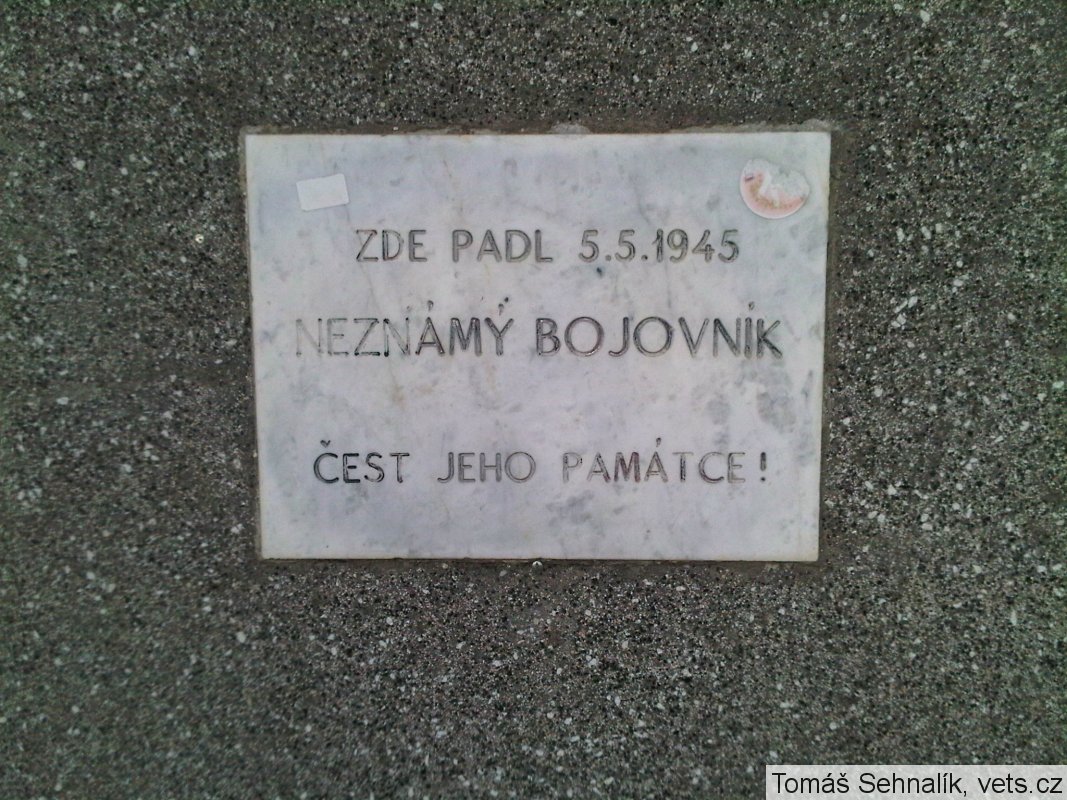 ZDE PADL 5.5.1945
NEZNÁMÝ BOJOVNÍK
ČEST JEHO PAMÁTCE!
Tomáš Sehnalík, vets.cz